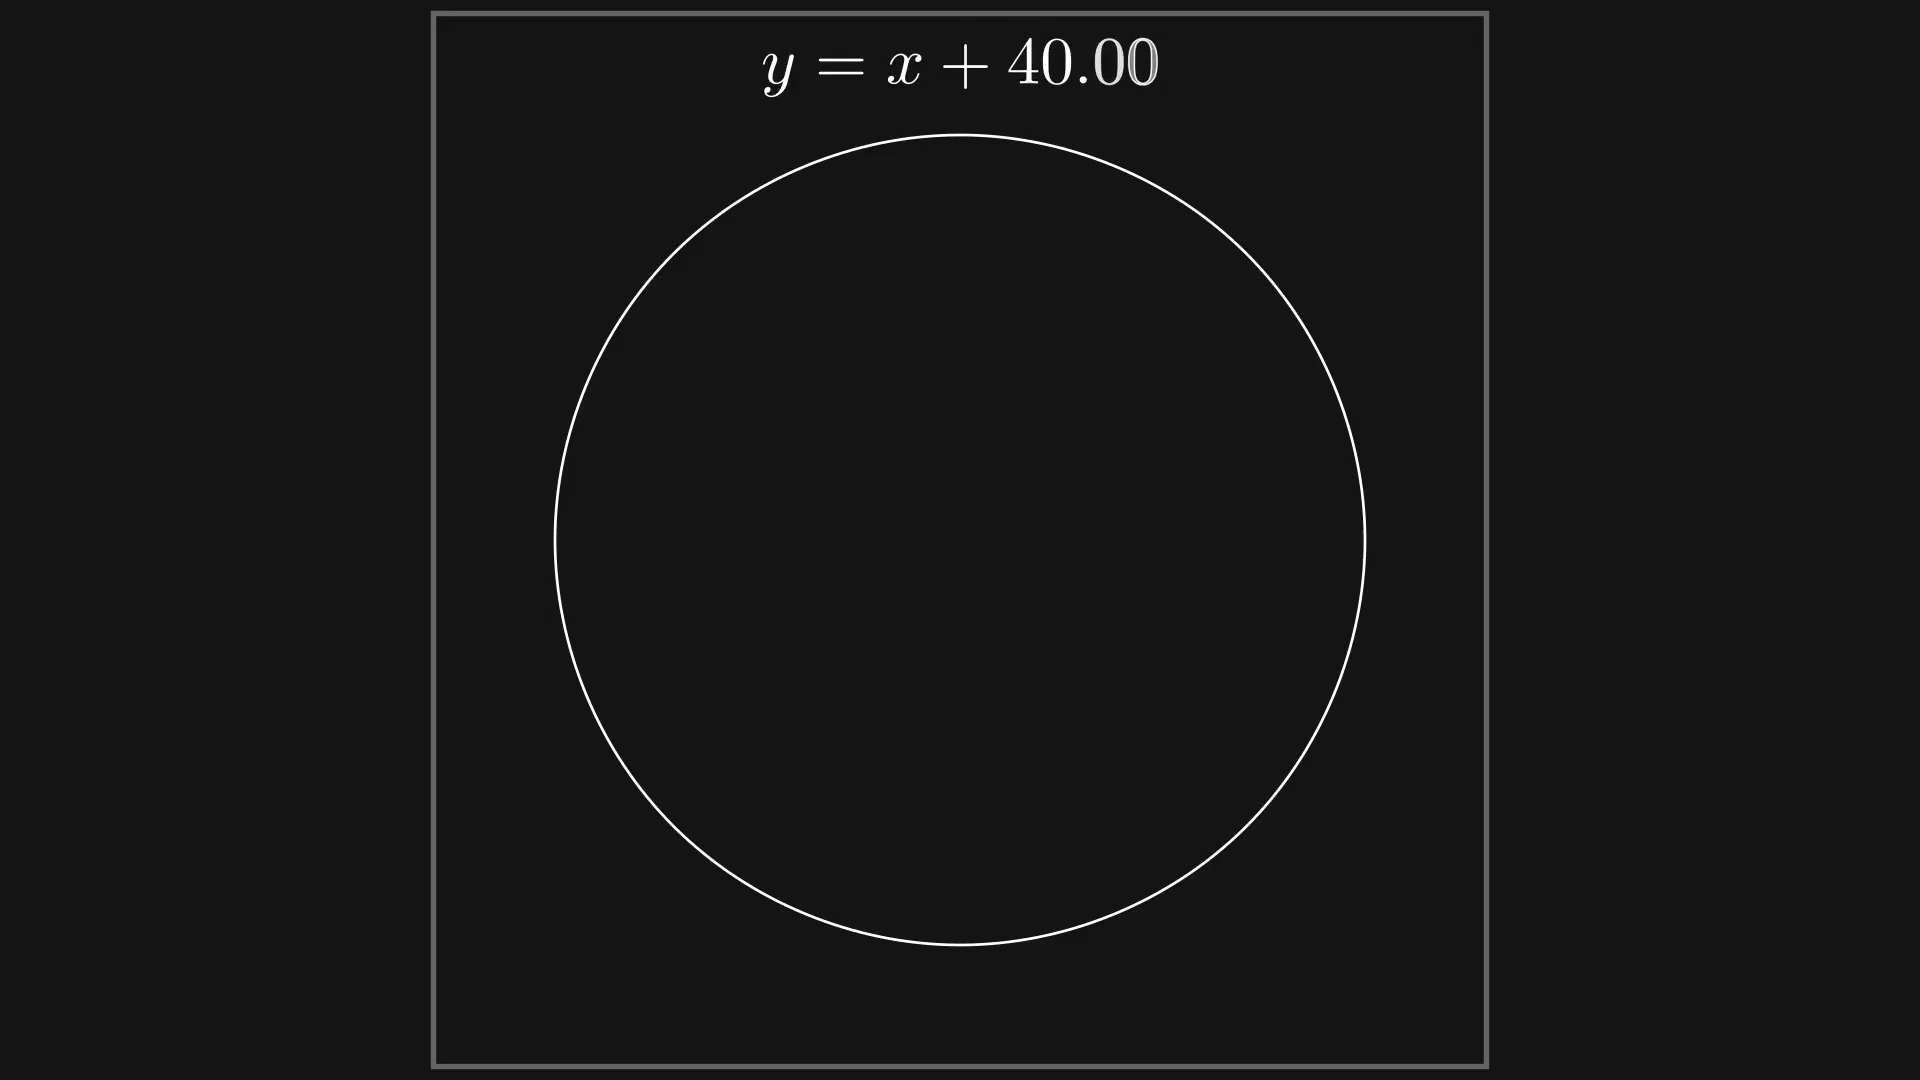 y = x + 40.00